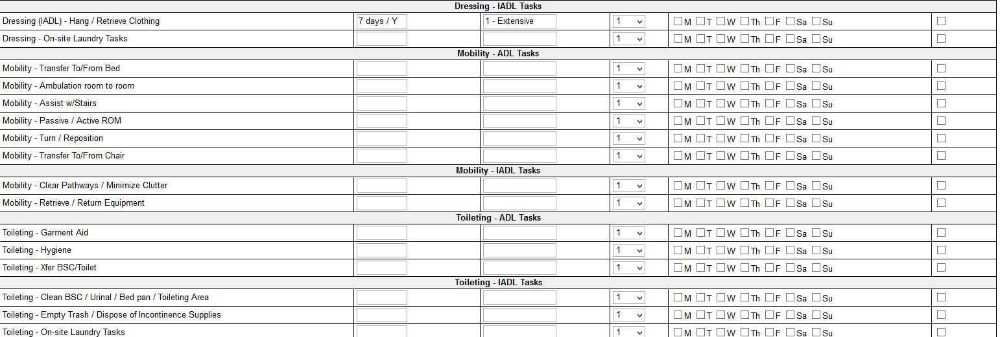 Dressing - IADL Tasks
Dressing (IADL) - Hang / Retrieve Clothing 7 days / Y 1 - Extensive 1 M T W Th F Sa Su
Dressing - On-site Laundry Tasks 1 M T W Th F Sa Su
Mobility - ADL Tasks
Mobility - Transfer To/From Bed 1 M T W Th F Sa Su
Mobility - Ambulation room to room 1 M T W Th F Sa Su
Mobility - Assist w/Stairs 1 M T W Th F Sa Su
Mobility - Passive / Active ROM 1 M T W Th F Sa Su
Mobility - Turn / Reposition 1 M T W Th F Sa Su
Mobility - Transfer To/From Chair 1 M T W Th F Sa Su
Mobility - IADL Tasks
Mobility - Clear Pathways / Minimize Clutter 1 M T W Th F Sa Su
Mobility - Retrieve / Return Equipment 1 M T W Th F Sa Su
Toileting - ADL Tasks
Toileting - Garment Aid 1 M T W Th F Sa Su
Toileting - Hygiene 1 M T W Th F Sa Su
Toileting - Xfer BSC/Toilet 1 M T W Th F Sa Su
Toileting - IADL Tasks
Toileting - Clean BSC / Urinal / Bed pan / Toileting Area 1 M T W Th F Sa Su
Toileting - Empty Trash / Dispose of Incontinence Supplies 1 M T W Th F Sa Su
Toileting - On-site Laundry Tasks 1 M T W Th F Sa Su